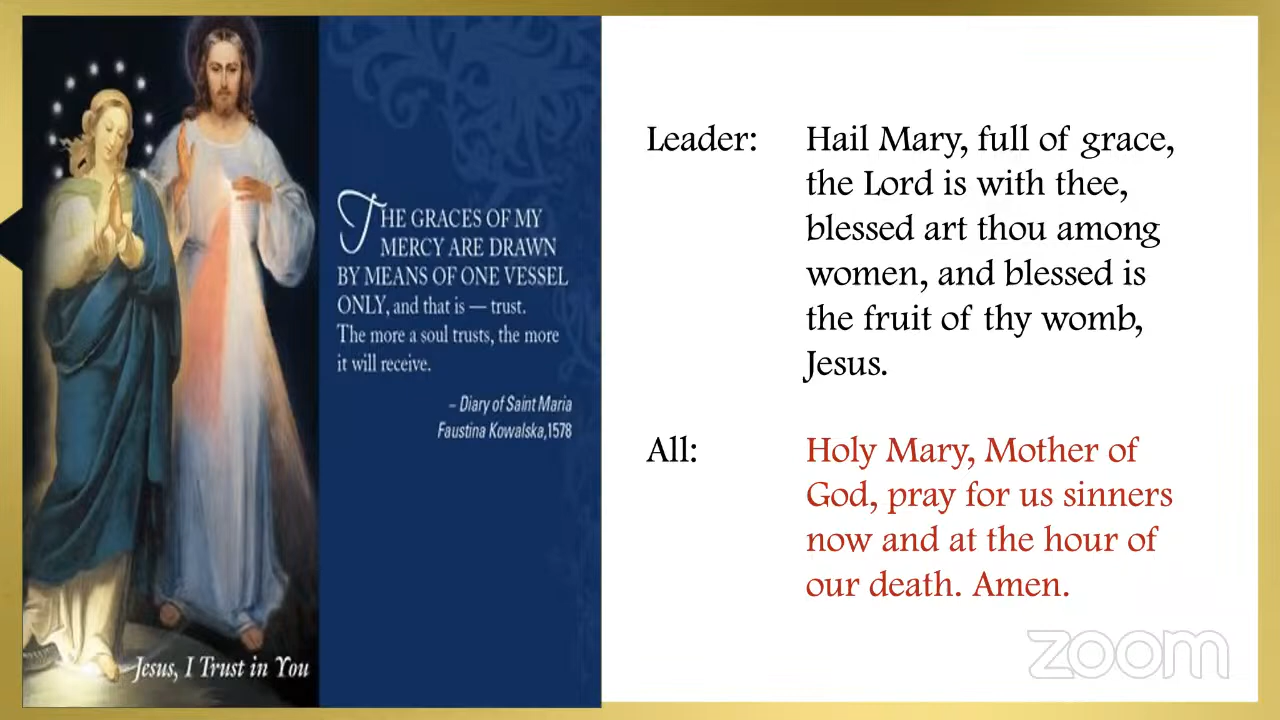 THE GRACES OF MY
MERCY ARE DRAWN
BY MEANS OF ONE VESSEL
ONLY, and that is — trust.
The more a soul trusts, the more
it will receive.
– Diary of Saint Maria
Faustina Kowalska,1578
Jesus, I Trust in You
Leader: Hail Mary, full of grace,
the Lord is with thee,
blessed art thou among
women, and blessed is
the fruit of thy womb,
Jesus.
All: Holy Mary, Mother of
God, pray for us sinners
now and at the hour of
our death. Amen.
zoom